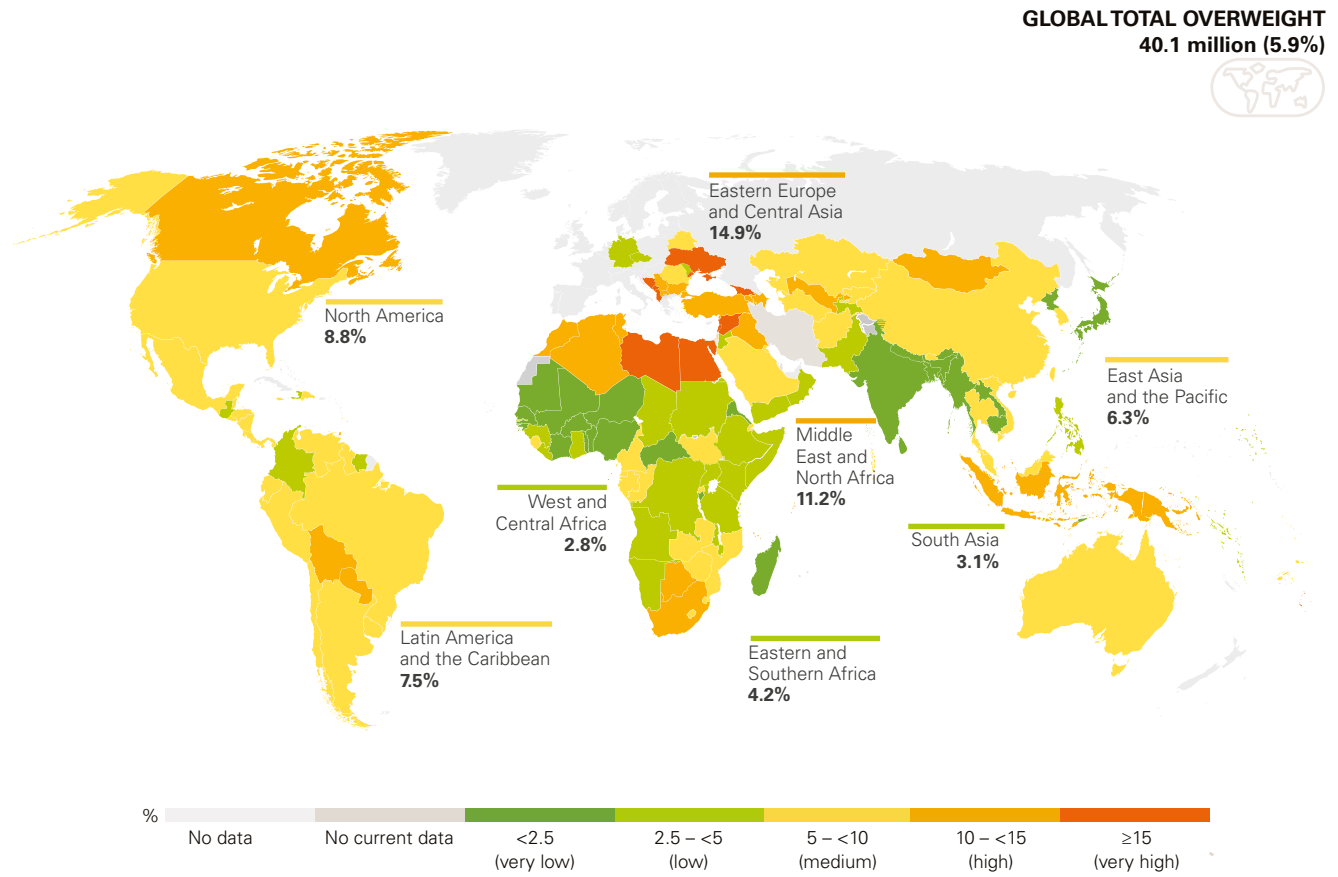 GLOBAL TOTAL OVERWEIGHT
40.1 million (5.9%)
Eastern Europe
and Central Asia
14.9%
North America
8.8%
East Asia
and the Pacific
6.3%
Middle
East and
North Africa
11.2%
West and
Central Africa
2.8%
South Asia
3.1%
Latin America
and the Caribbean
7.5%
Eastern and
Southern Africa
4.2%
%
No data
No current data
<2.5
(very low)
2.5 – <5
(low)
5 – <10
(medium)
10 – <15
(high)
≥15
(very high)